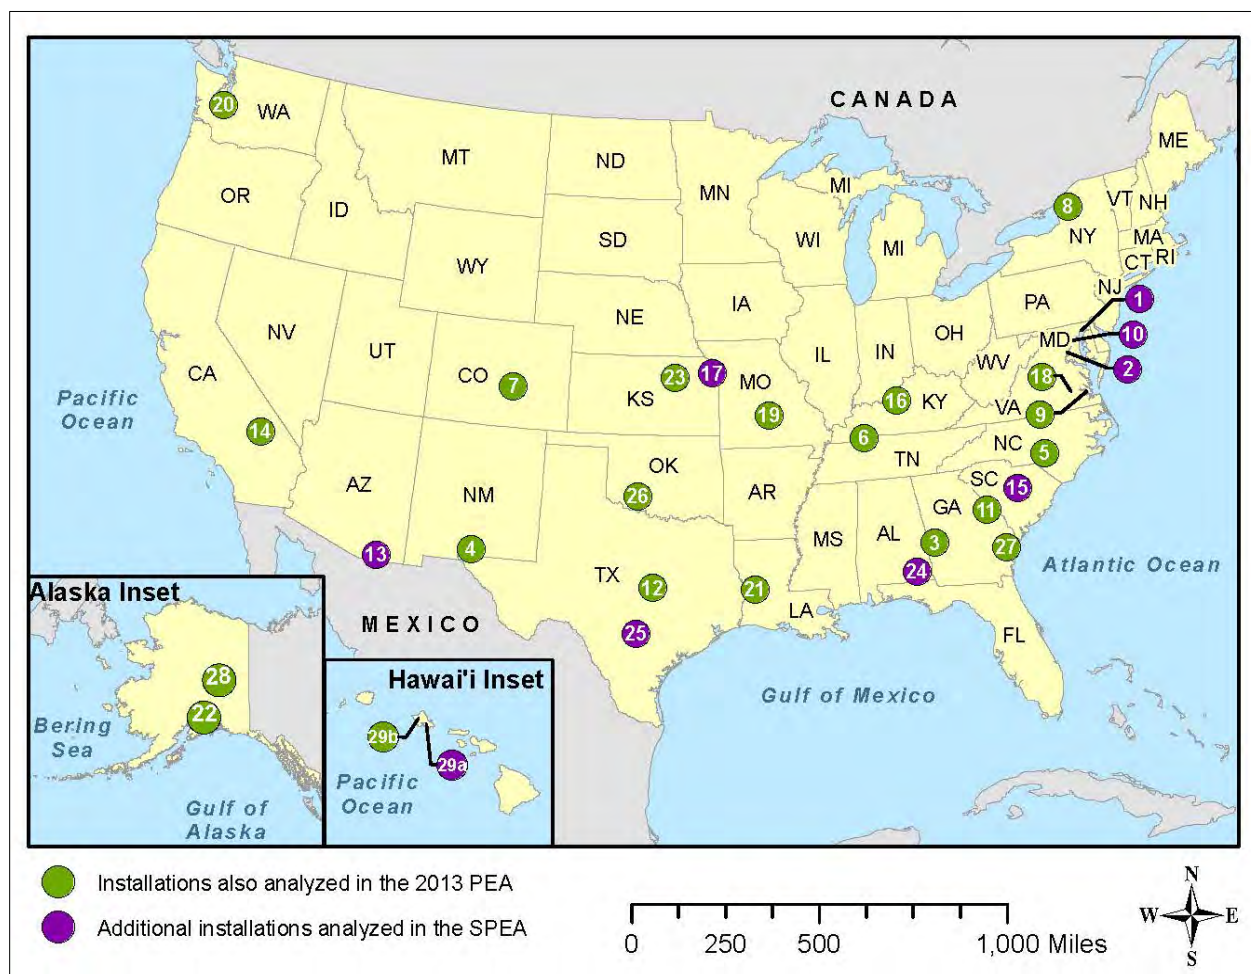 CANADA
20
WA
MT
ND
MN
MI
ME
VT
NH
8
OR
ID
SD
WI
MI
NY
MA
CT
RI
WY
IA
PA
NJ
1
NE
NV
UT
CA
CO
7
KS
23
17
MO
19
IL
IN
OH
MD
10
WV
2
18
16
KY
VA
9
Pacific
Ocean
14
6
TN
NC
5
AZ
NM
OK
26
AR
SC
15
GA
11
MS
AL
3
27
13
4
24
Atlantic Ocean
TX
12
21
LA
25
FL
MEXICO
Gulf of Mexico
Alaska Inset
28
22
Bering
Sea
Gulf of
Alaska
Hawai'i Inset
29b
29a
Pacific
Ocean
Installations also analyzed in the 2013 PEA
Additional installations analyzed in the SPEA
0 250 500 1,000 Miles
N
W E
S